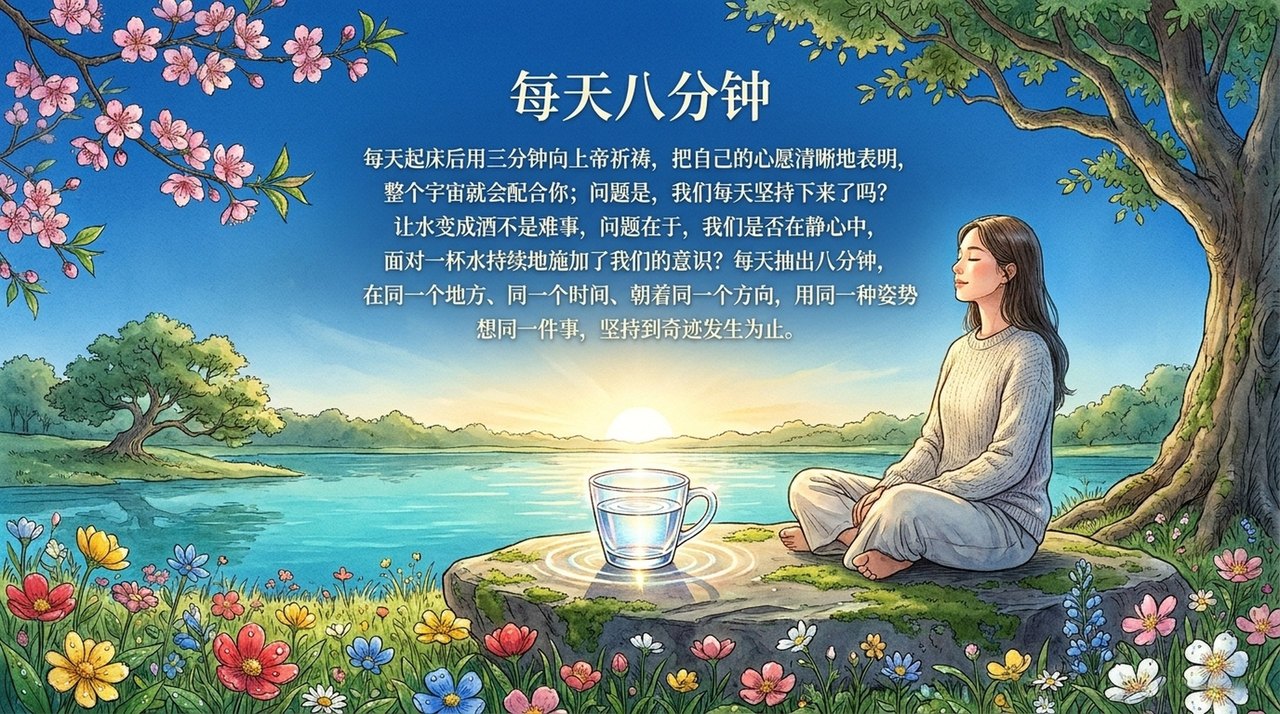 每天八分钟
每天起床后用三分钟向上帝祈祷，把自己的心愿清晰地表明，
整个宇宙就会配合你；问题是，我们每天坚持下来了吗？
让水变成酒不是难事，问题在于，我们是否在静心中，
面对一杯水持续地施加了我们的意识？每天抽出八分钟，
在同一个地方、同一个时间、朝着同一个方向，用同一种姿势
想同一件事，坚持到奇迹发生为止。